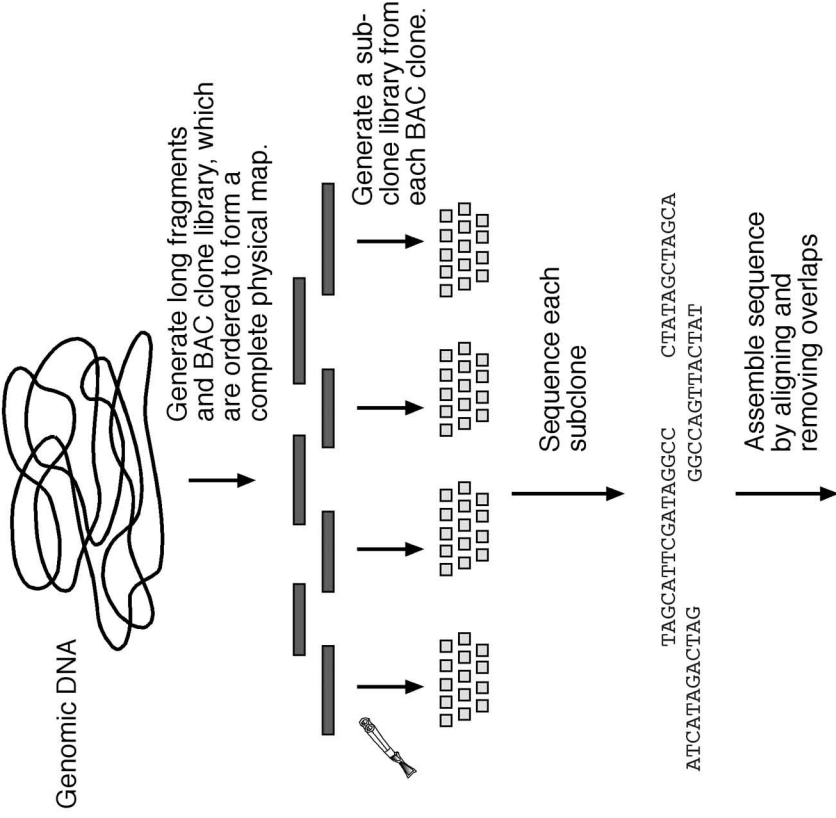 Genomic DNA
Generate long fragments
and BAC clone library, which
are ordered to form a
complete physical map.
Generate a sub-
clone library from
each BAC clone.
Sequence each
subclone
TAGCATTCGATAGGCC CTATAGCTAGCA
ATCATAGACTAG GGCCAGTTACTAT
Assemble sequence
by aligning and
removing overlaps